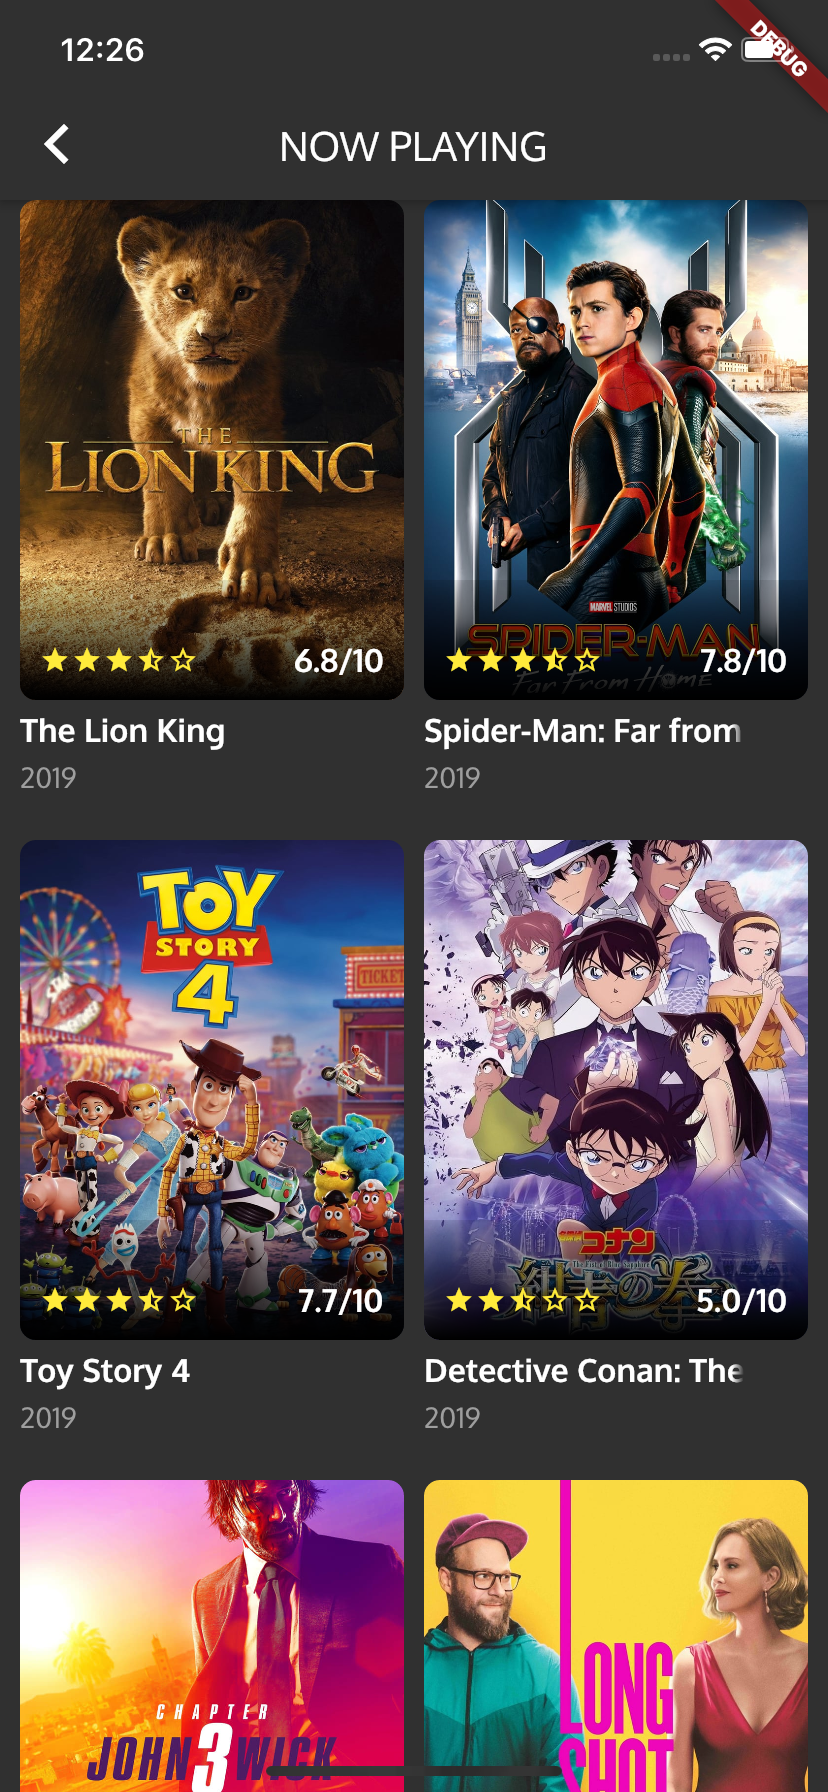 12:26
DEBUG
NOW PLAYING
THE
LION KING
6.8/10
MARVEL STUDIOS
SPIDER-MAN
Far From Home
7.8/10
The Lion King
2019
Spider-Man: Far from
2019
TOY
STORY
4
TICKET
7.7/10
コナン
紺青の拳
5.0/10
Toy Story 4
2019
Detective Conan: The
2019
CHAPTER
3
JOHN WICK
LONG
SHOT